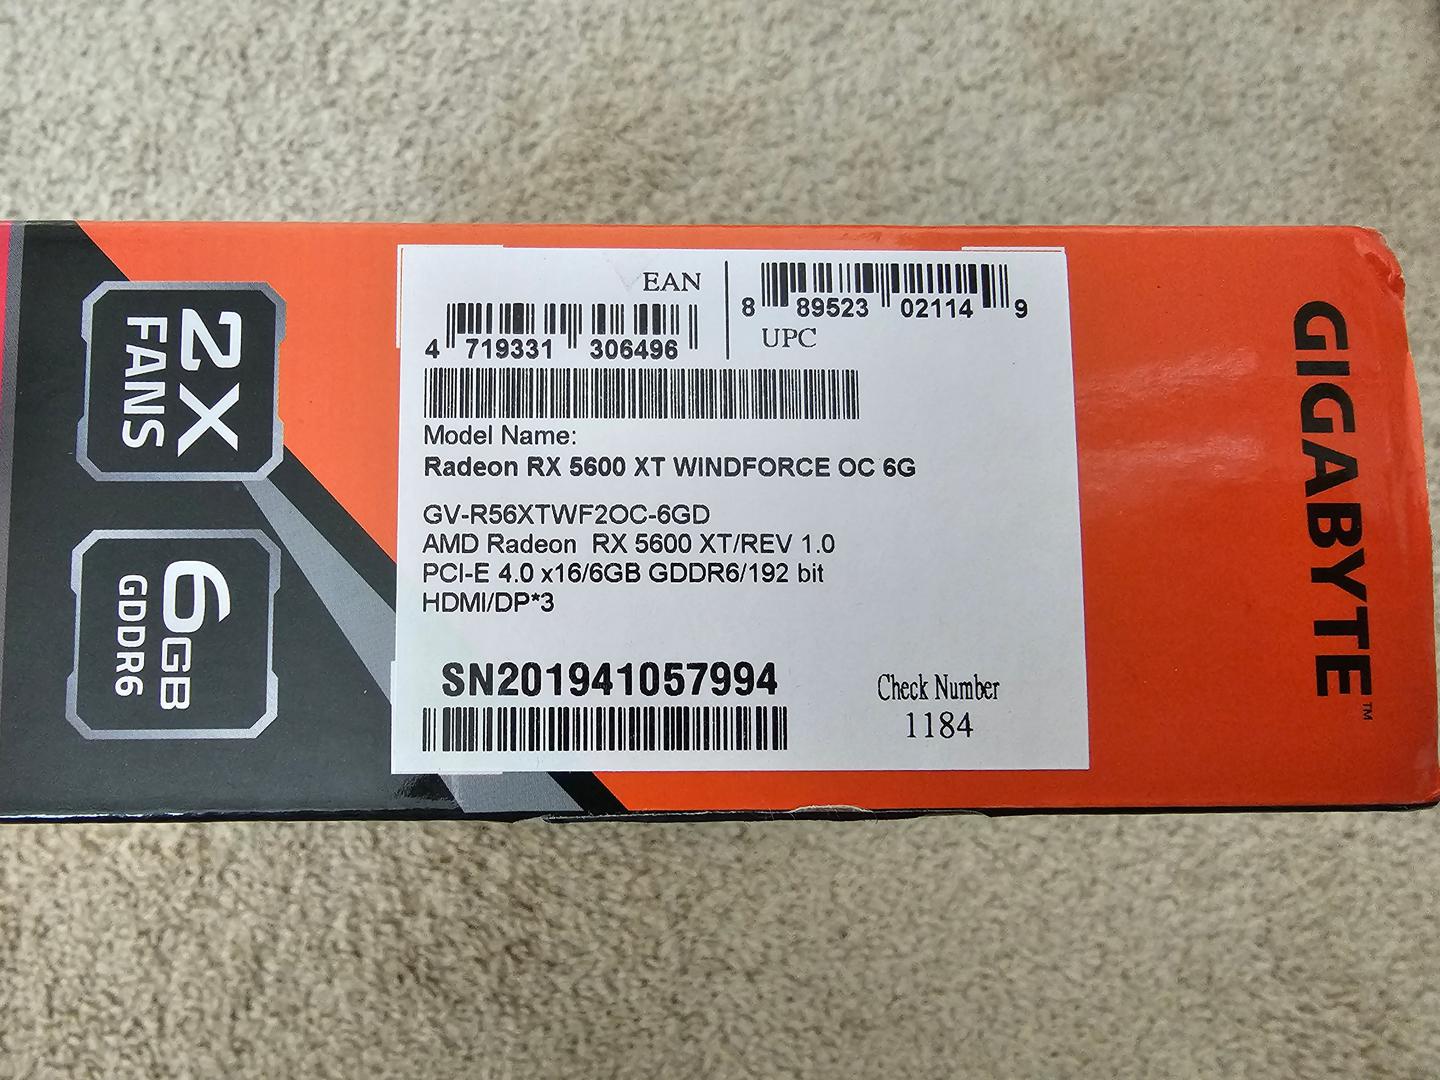 2X
FANS
6GB
GDDR6
EAN
4 719331 306496
8 89523 02114 9
UPC
Model Name:
Radeon RX 5600 XT WINDFORCE OC 6G
GV-R56XTWF2OC-6GD
AMD Radeon  RX 5600 XT/REV 1.0
PCI-E 4.0 x16/6GB GDDR6/192 bit
HDMI/DP*3
SN201941057994
Check Number
1184
GIGABYTE™